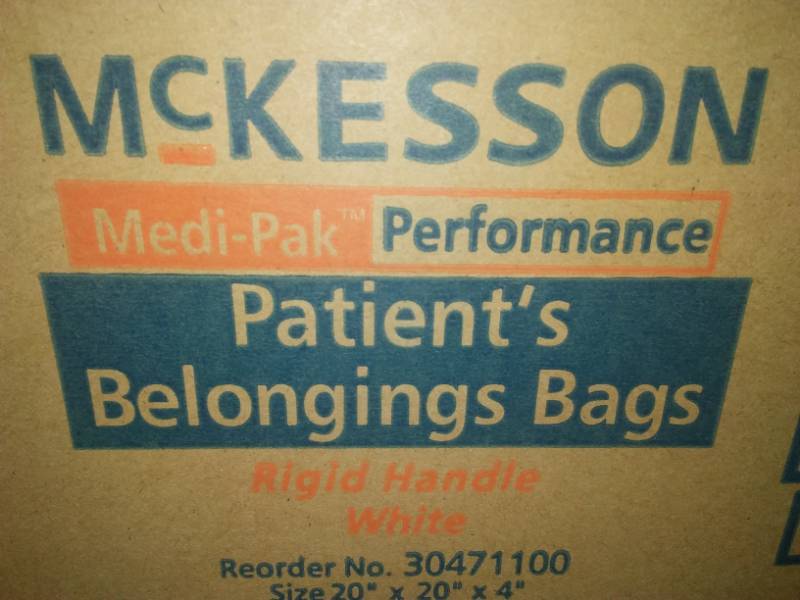 McKESSON
Medi-Pak™ Performance
Patient's
Belongings Bags
Rigid Handle
White
Reorder No. 30471100
Size 20" x 20" x 4"